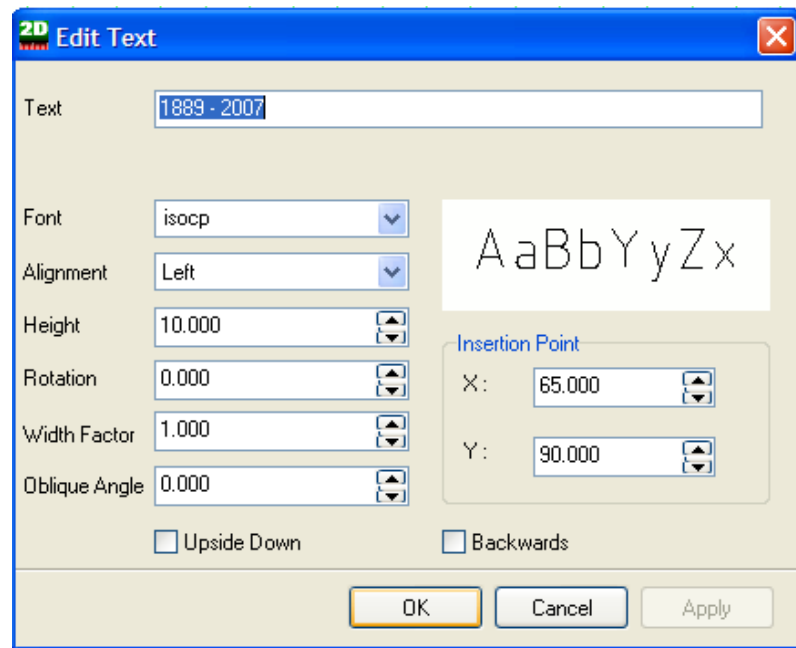 2D Edit Text
Text 1889 - 2007
Font isocp
AaBbYyZx
Alignment Left
Height 10.000
Insertion Point
Rotation 0.000
X: 65.000
Width Factor 1.000
Y: 90.000
Oblique Angle 0.000
Upside Down Backwards
OK Cancel Apply